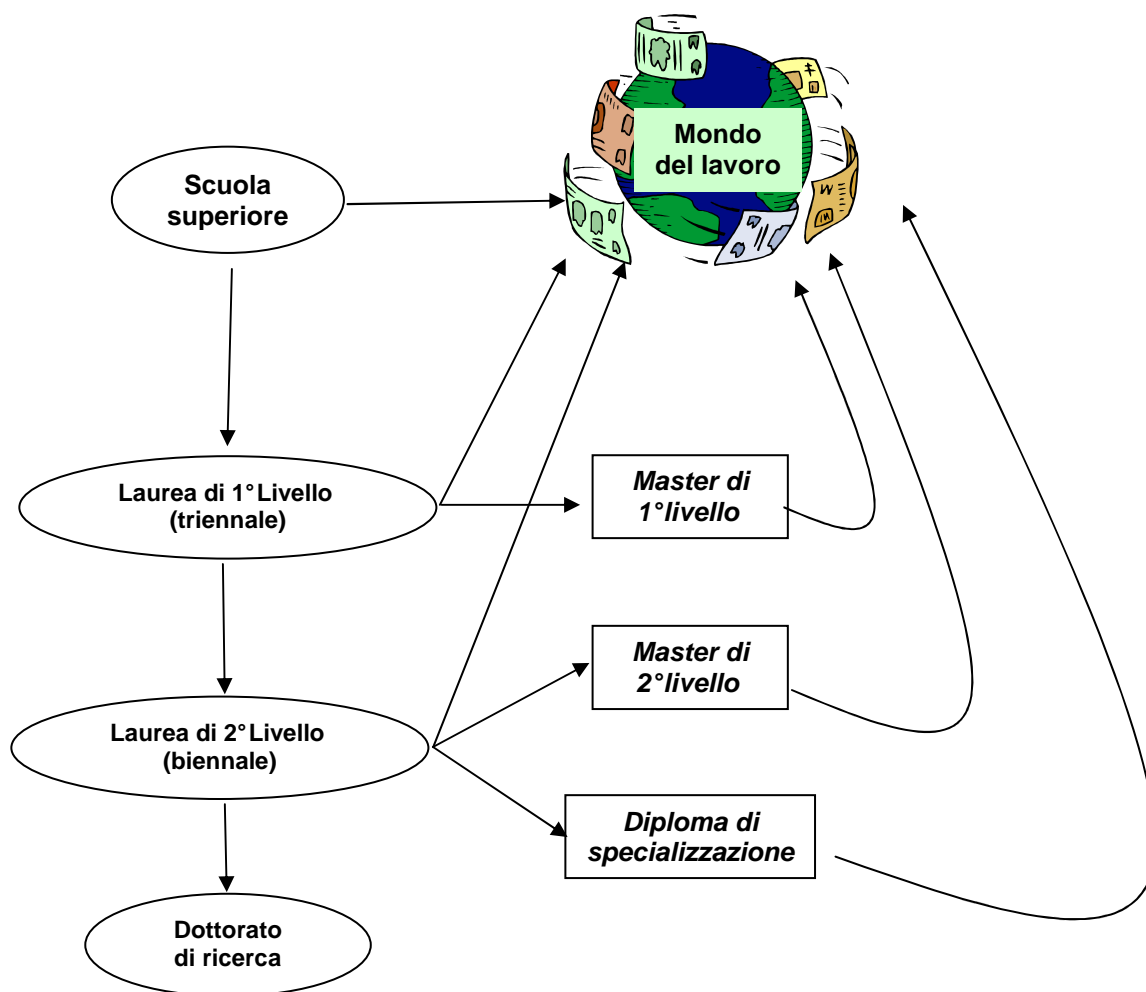 Mondo
del lavoro
Scuola
superiore
Laurea di 1° Livello
(triennale)
Master di
1°livello
Master di
2°livello
Laurea di 2° Livello
(biennale)
Diploma di
specializzazione
Dottorato
di ricerca